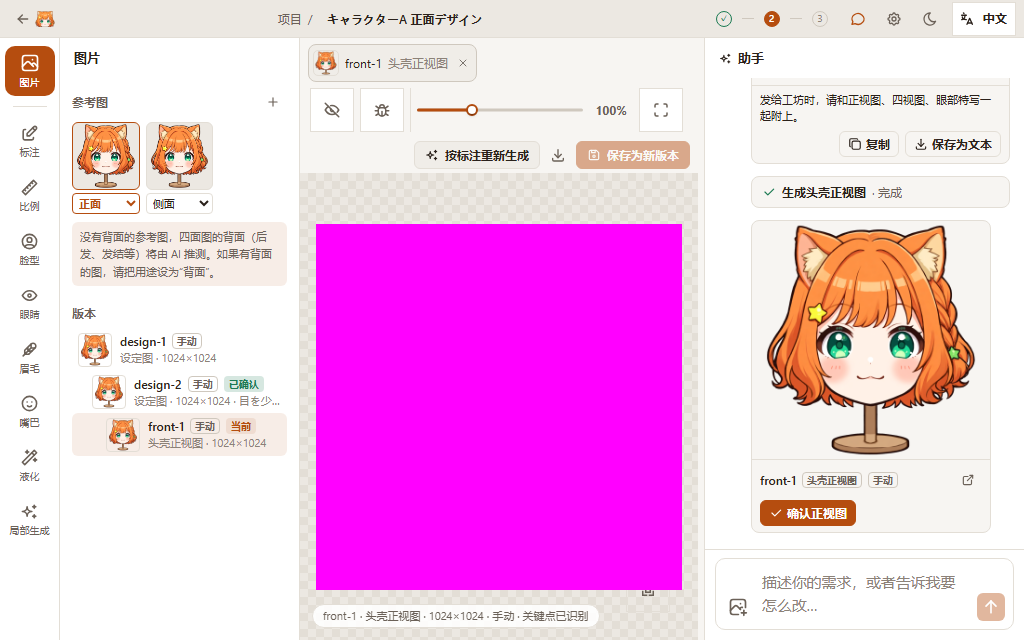 项目 / キャラクターA 正面デザイン
2
3
中文
图片
标注
比例
脸型
眼睛
眉毛
嘴巴
液化
局部生成
图片
参考图
正面
侧面
没有背面的参考图，四面图的背面（后
发、发结等）将由 AI 推测。如果有背面
的图，请把用途设为“背面”。
版本
design-1 手动
设定图 · 1024×1024
design-2 手动 已确认
设定图 · 1024×1024 · 目を少...
front-1 手动 当前
头壳正视图 · 1024×1024
front-1 头壳正视图
100%
按标注重新生成
保存为新版本
front-1 · 头壳正视图 · 1024×1024 · 手动 · 关键点已识别
助手
发给工坊时，请和正视图、四视图、眼部特写一
起附上。
复制
保存为文本
生成头壳正视图 · 完成
front-1 头壳正视图 手动
确认正视图
描述你的需求，或者告诉我要
怎么改...